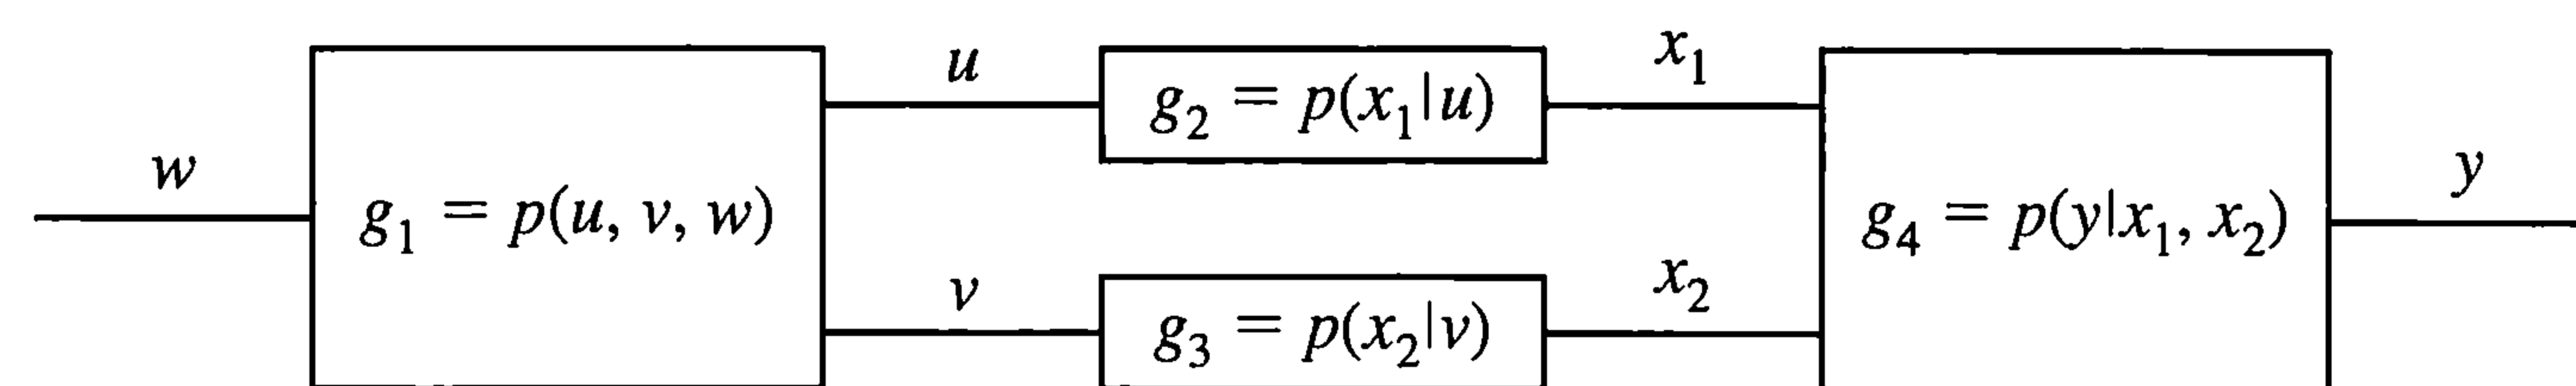 w
g₁ = p(u, v, w)
u
v
g₂ = p(x₁|u)
g₃ = p(x₂|v)
x₁
x₂
g₄ = p(y|x₁, x₂)
y